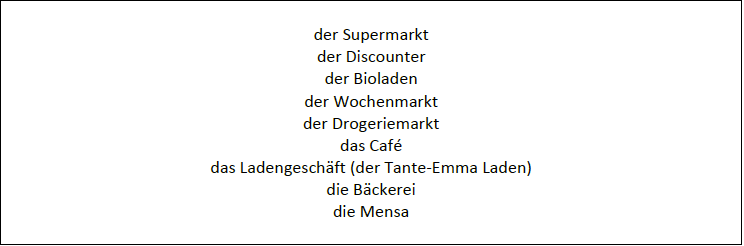 der Supermarkt
der Discounter
der Bioladen
der Wochenmarkt
der Drogeriemarkt
das Café
das Ladengeschäft (der Tante-Emma Laden)
die Bäckerei
die Mensa